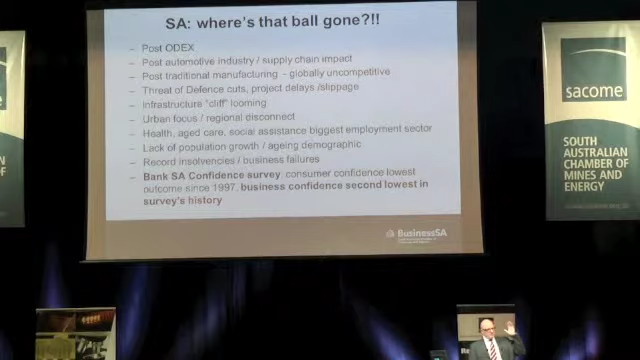 SA: where's that ball gone?!!
– Post ODEX
– Post automotive industry / supply chain impact
– Post traditional manufacturing - globally uncompetitive
– Threat of Defence cuts, project delays /slippage
– Infrastructure "cliff" looming
– Urban focus / regional disconnect
– Health, aged care, social assistance biggest employment sector
– Lack of population growth / ageing demographic
– Record insolvencies / business failures
– Bank SA Confidence survey, consumer confidence lowest
outcome since 1997, business confidence second lowest in
survey's history
BusinessSA
sacome
SOUTH
AUSTRALIAN
CHAMBER OF
MINES AND
ENERGY